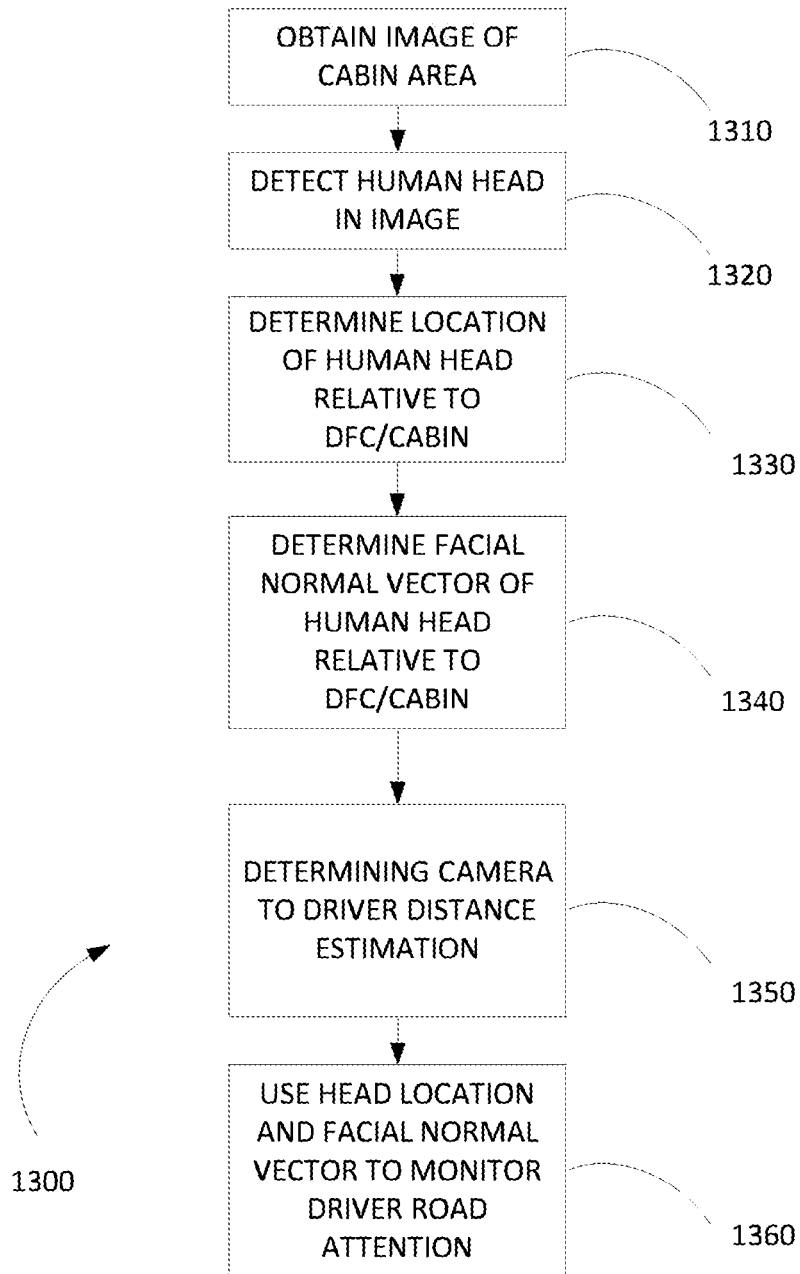 OBTAIN IMAGE OF
CABIN AREA
1310
DETECT HUMAN HEAD
IN IMAGE
1320
DETERMINE LOCATION
OF HUMAN HEAD
RELATIVE TO
DFC/CABIN
1330
DETERMINE FACIAL
NORMAL VECTOR OF
HUMAN HEAD
RELATIVE TO
DFC/CABIN
1340
DETERMINING CAMERA
TO DRIVER DISTANCE
ESTIMATION
1350
USE HEAD LOCATION
AND FACIAL NORMAL
VECTOR TO MONITOR
DRIVER ROAD
ATTENTION
1360
1300